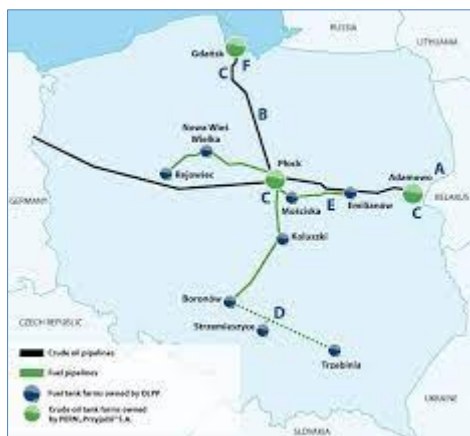 RUSSIA
LITHUANIA
Gdańsk
F
C
B
Nowa Wieś
Wielka
Płock
Rejowiec
Adamowo
A
C
Mościska
E
Emilianów
C
BELARUS
GERMANY
Koluszki
Boronów
D
Strzemieszyce
Trzebinia
CZECH REPUBLIC
Crude oil pipelines
Fuel pipelines
Fuel tank farms owned by OLPP
Crude oil tank farms owned
by PERN „Przyjaźń” S.A.
UKRAINE
SLOVAKIA